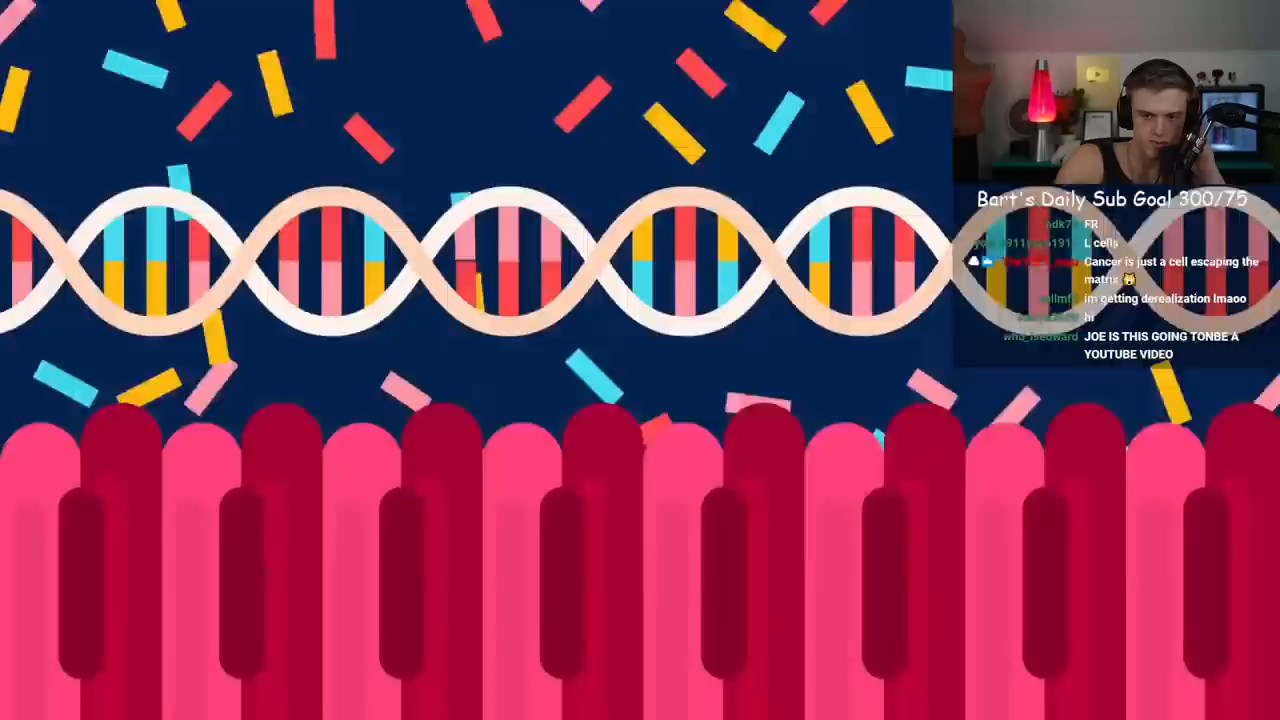 Bart's Daily Sub Goal 300/75
FR
L cells
Cancer is just a cell escaping the
matrix
im getting derealization lmaoo
hi
JOE IS THIS GOING TONBE A
YOUTUBE VIDEO